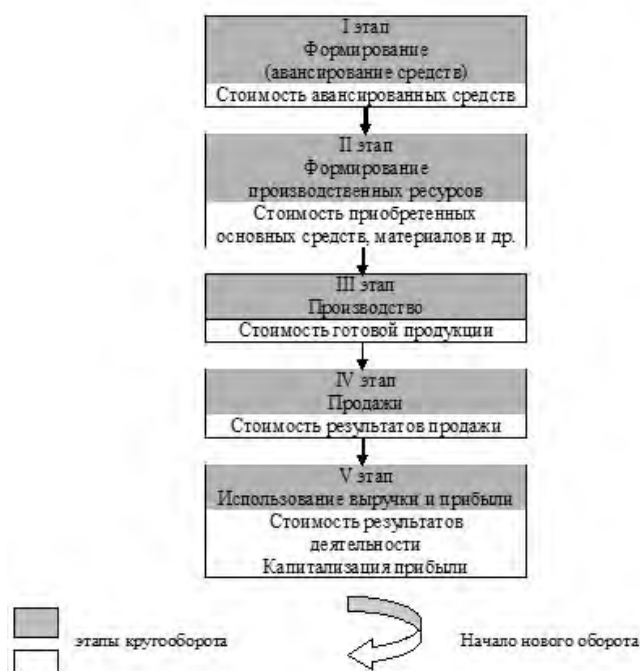 I этап
Формирование
(авансирование средств)
Стоимость авансированных средств
II этап
Формирование
производственных ресурсов
Стоимость приобретенных
основных средств, материалов и др.
III этап
Производство
Стоимость готовой продукции
IV этап
Продажи
Стоимость результатов продажи
V этап
Использование выручки и прибыли
Стоимость результатов
деятельности
Капитализация прибыли
этапы кругооборота
Начало нового оборота